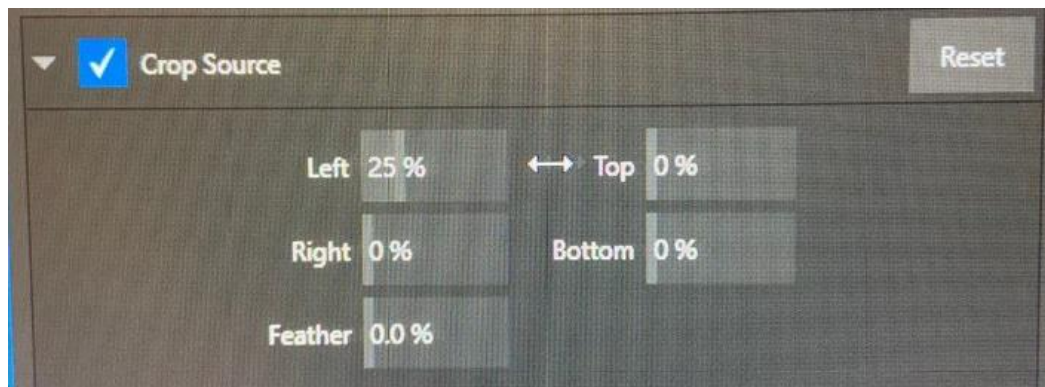 Crop Source Reset
Left 25 % Top 0 %
Right 0 % Bottom 0 %
Feather 0.0 %